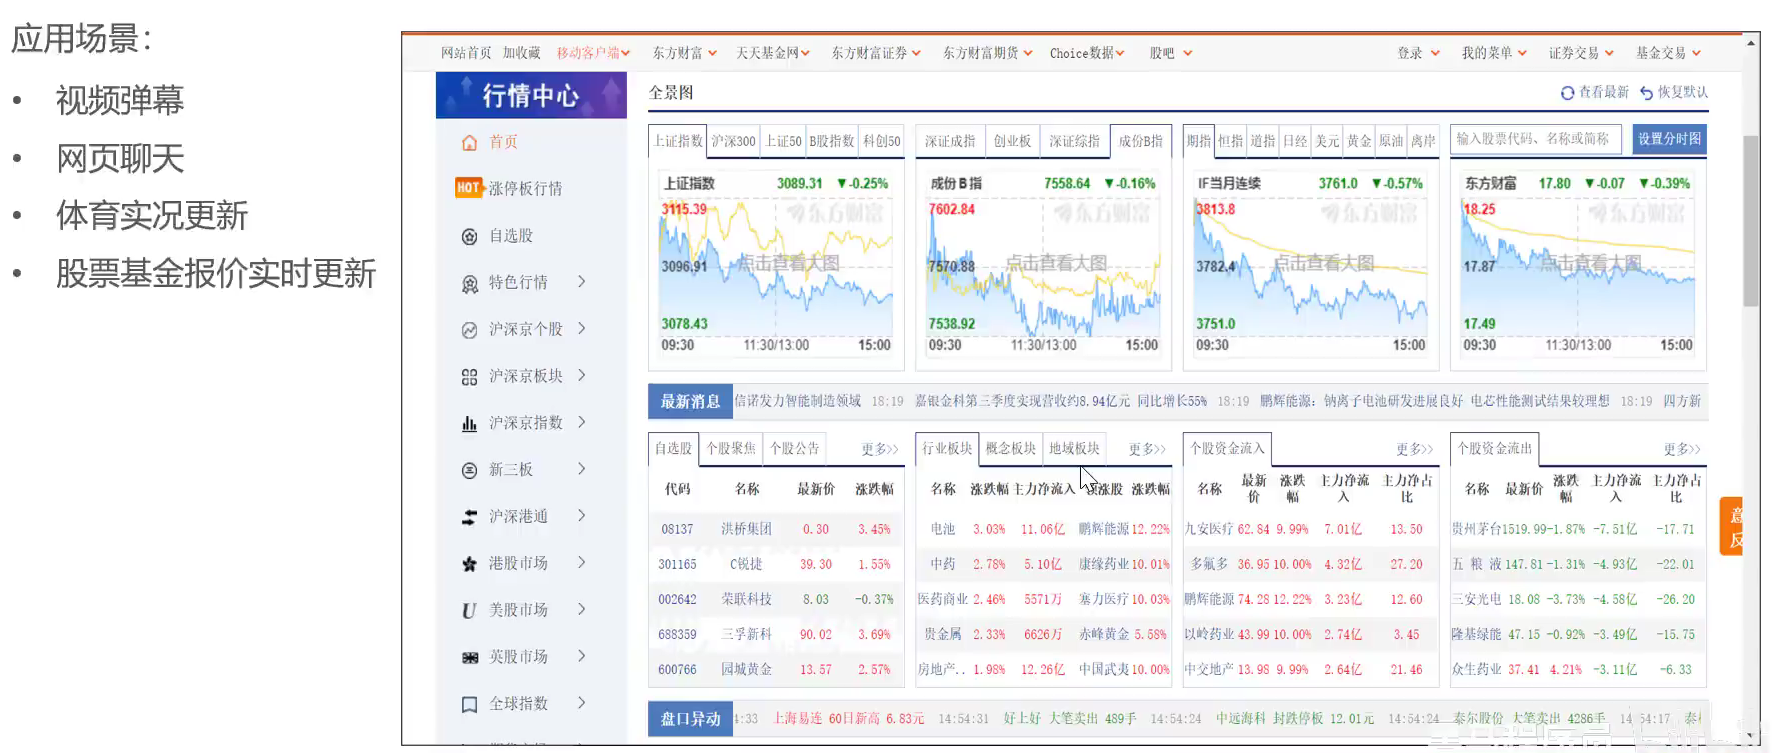 应用场景：
• 视频弹幕
• 网页聊天
• 体育实况更新
• 股票基金报价实时更新
网站首页 加收藏 移动客户端 东方财富 天天基金网 东方财富证券 东方财富期货 Choice数据 股吧 登录 我的菜单 证券交易 基金交易
行情中心
首页
HOT 涨停板行情
自选股
特色行情
沪深京个股
沪深京板块
沪深京指数
新三板
沪深港通
港股市场
美股市场
英股市场
全球指数
全景图 查看最新 恢复默认
上证指数 沪深300 上证50 B股指数 科创50
上证指数 3089.31 ▼-0.25%
3115.39
3096.91 点击查看大图
3078.43
09:30 11:30/13:00 15:00
深证成指 创业板 深证综指 成份B指
成份B指 7558.64 ▼-0.16%
7602.84
7570.88 点击查看大图
7538.92
09:30 11:30/13:00 15:00
期指 恒指 道指 日经 美元 黄金 原油 离岸
IF当月连续 3761.0 ▼-0.57%
3813.8
3782.4 点击查看大图
3751.0
09:30 15:00
输入股票代码、名称或简称 设置分时图
东方财富 17.80 ▼-0.07 ▼-0.39%
18.25
17.87 点击查看大图
17.49
09:30 11:30/13:00 15:00
东方财富 东方财富 东方财富 东方财富
最新消息 信诺发力智能制造领域 18:19 嘉银金科第三季度实现营收约8.94亿元 同比增长55% 18:19 鹏辉能源：钠离子电池研发进展良好 电芯性能测试结果较理想 18:19 四方新
自选股 个股聚焦 个股公告 更多>>
代码 名称 最新价 涨跌幅
08137 洪桥集团 0.30 3.45%
301165 C锐捷 39.30 1.55%
002642 荣联科技 8.03 -0.37%
688359 三孚新科 90.02 3.69%
600766 园城黄金 13.57 2.57%
行业板块 概念板块 地域板块 更多>>
名称 涨跌幅 主力净流入 涨股 涨跌幅
电池 3.03% 11.06亿 鹏辉能源 12.22%
中药 2.78% 5.10亿 康缘药业 10.01%
医药商业 2.46% 5571万 塞力医疗 10.03%
贵金属 2.33% 6626万 赤峰黄金 5.58%
房地产.. 1.98% 12.26亿 中国武夷 10.00%
个股资金流入 更多>>
名称 最新价 涨跌幅 主力净流入 主力净占比
九安医疗 62.84 9.99% 7.01亿 13.50
多氟多 36.95 10.00% 4.32亿 27.20
鹏辉能源 74.28 12.22% 3.23亿 12.60
以岭药业 43.99 10.00% 2.74亿 3.45
中交地产 13.98 9.99% 2.64亿 21.46
个股资金流出 更多>>
名称 最新价 涨跌幅 主力净流入 主力净占比
贵州茅台 1519.99 -1.87% -7.51亿 -17.71
五粮液 147.81 -1.31% -4.93亿 -22.01
三安光电 18.08 -3.73% -4.58亿 -26.20
隆基绿能 47.15 -0.92% -3.49亿 -15.75
众生药业 37.41 4.21% -3.11亿 -6.33
盘口异动 4:33 上海易连 60日新高 6.83元 14:54:31 好上好 大笔卖出 489手 14:54:24 中远海科 封跌停板 12.01元 14:54:24 泰尔股份 大笔卖出 4286手 14:54:17 泰